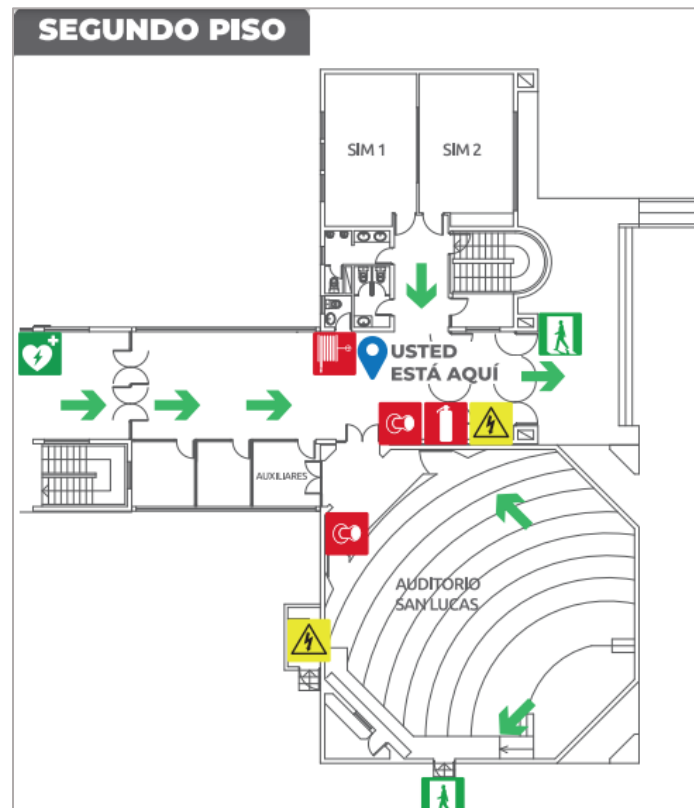 SEGUNDO PISO
SIM 1
SIM 2
USTED
ESTÁ AQUÍ
AUXILIARES
AUDITORIO
SAN LUCAS